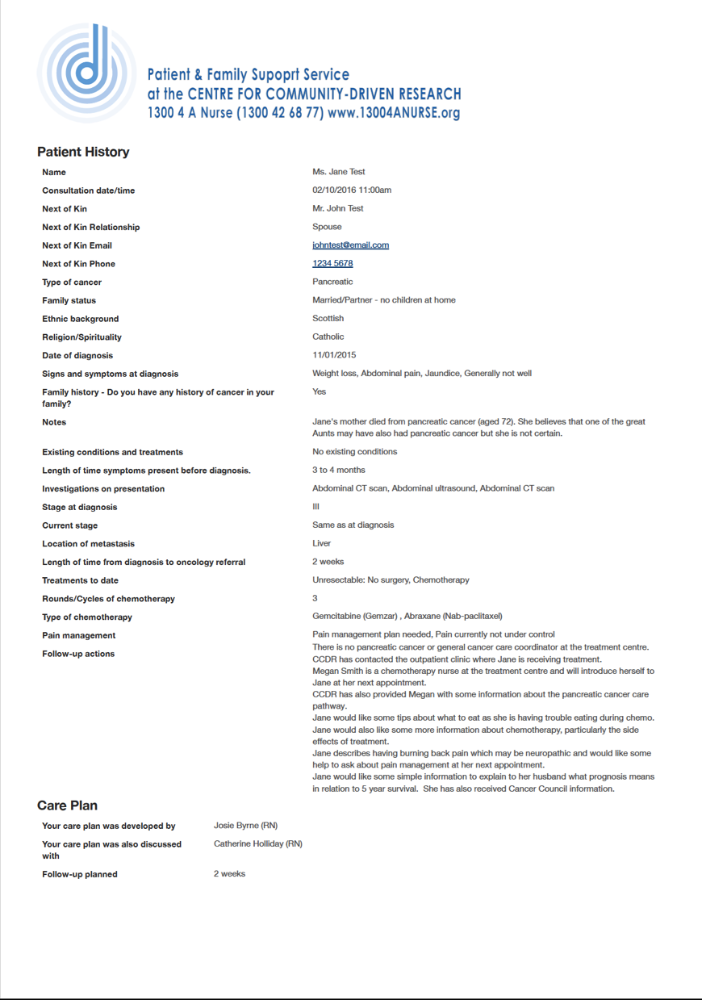 Patient & Family Supoprt Service
at the CENTRE FOR COMMUNITY-DRIVEN RESEARCH
1300 4 A Nurse (1300 42 68 77) www.13004ANURSE.org
Patient History
Name Ms. Jane Test
Consultation date/time 02/10/2016 11:00am
Next of Kin Mr. John Test
Next of Kin Relationship Spouse
Next of Kin Email johntest@email.com
Next of Kin Phone 1234 5678
Type of cancer Pancreatic
Family status Married/Partner - no children at home
Ethnic background Scottish
Religion/Spirituality Catholic
Date of diagnosis 11/01/2015
Signs and symptoms at diagnosis Weight loss, Abdominal pain, Jaundice, Generally not well
Family history - Do you have any history of cancer in your Yes
family?
Notes Jane's mother died from pancreatic cancer (aged 72). She believes that one of the great
Aunts may have also had pancreatic cancer but she is not certain.
Existing conditions and treatments No existing conditions
Length of time symptoms present before diagnosis. 3 to 4 months
Investigations on presentation Abdominal CT scan, Abdominal ultrasound, Abdominal CT scan
Stage at diagnosis III
Current stage Same as at diagnosis
Location of metastasis Liver
Length of time from diagnosis to oncology referral 2 weeks
Treatments to date Unresectable: No surgery, Chemotherapy
Rounds/Cycles of chemotherapy 3
Type of chemotherapy Gemcitabine (Gemzar) , Abraxane (Nab-paclitaxel)
Pain management Pain management plan needed, Pain currently not under control
Follow-up actions There is no pancreatic cancer or general cancer care coordinator at the treatment centre.
CCDR has contacted the outpatient clinic where Jane is receiving treatment.
Megan Smith is a chemotherapy nurse at the treatment centre and will introduce herself to
Jane at her next appointment.
CCDR has also provided Megan with some information about the pancreatic cancer care
pathway.
Jane would like some tips about what to eat as she is having trouble eating during chemo.
Jane would also like some more information about chemotherapy, particularly the side
effects of treatment.
Jane describes having burning back pain which may be neuropathic and would like some
help to ask about pain management at her next appointment.
Jane would like some simple information to explain to her husband what prognosis means
in relation to 5 year survival. She has also received Cancer Council information.
Care Plan
Your care plan was developed by Josie Byrne (RN)
Your care plan was also discussed Catherine Holliday (RN)
with
Follow-up planned 2 weeks